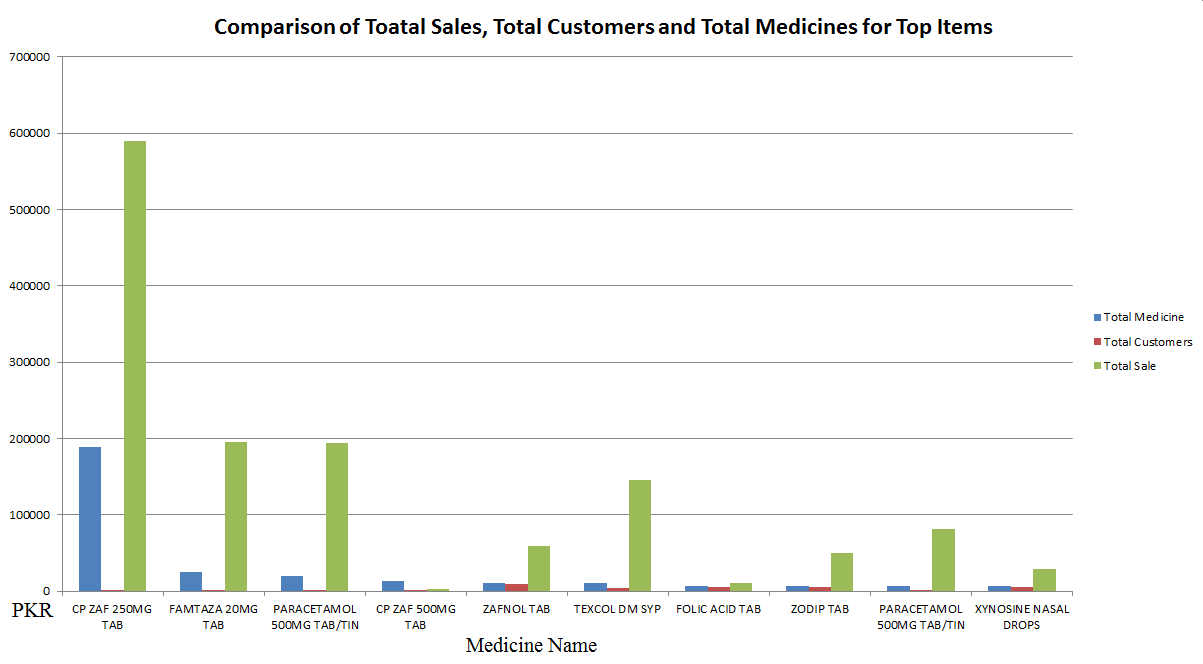 Comparison of Toatal Sales, Total Customers and Total Medicines for Top Items
700000
600000
500000
400000
300000
200000
100000
0
Total Medicine
Total Customers
Total Sale
PKR
CP ZAF 250MG
TAB
FAMTAZA 20MG
TAB
PARACETAMOL
500MG TAB/TIN
CP ZAF 500MG
TAB
ZAFNOL TAB
TEXCOL DM SYP
FOLIC ACID TAB
ZODIP TAB
PARACETAMOL
500MG TAB/TIN
XYNOSINE NASAL
DROPS
Medicine Name